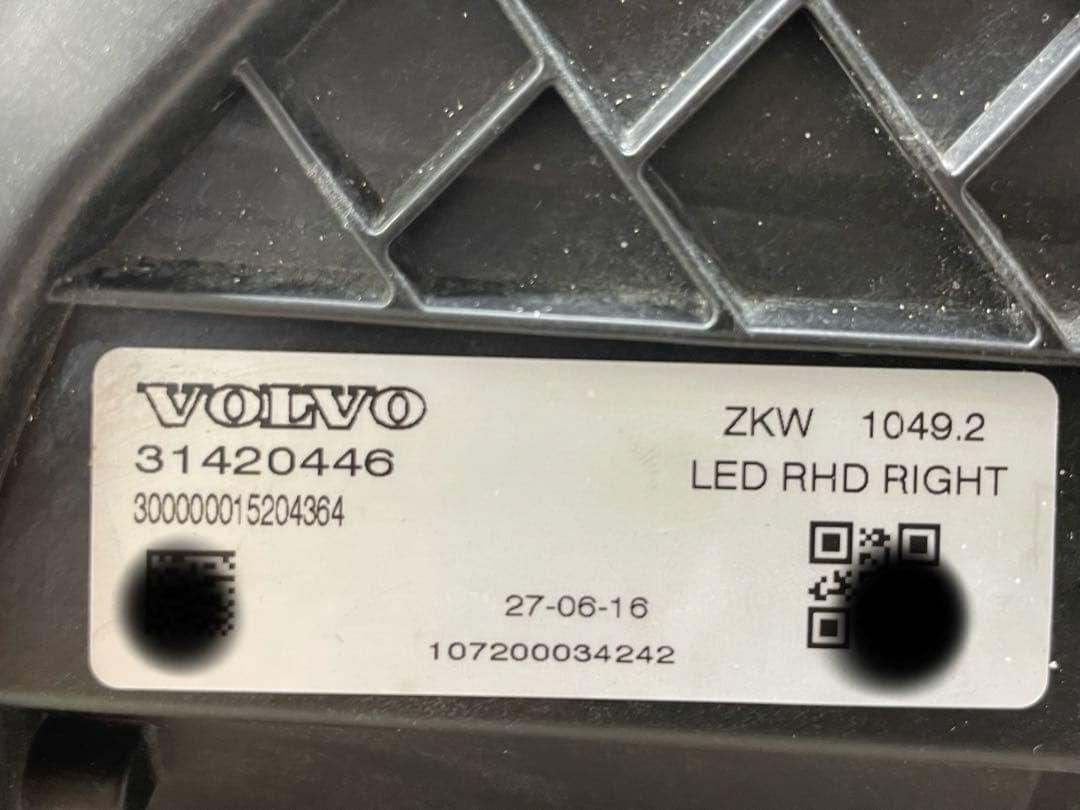 VOLVO
31420446
300000015204364
ZKW 1049.2
LED RHD RIGHT
27-06-16
107200034242